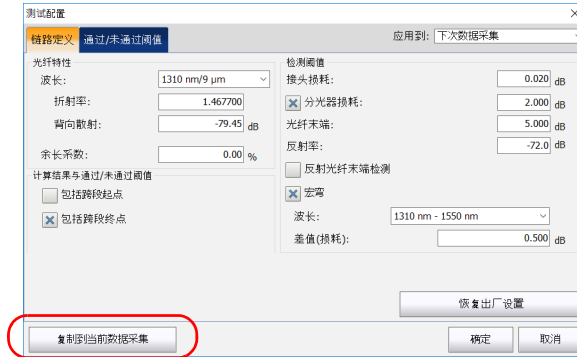 测试配置
链路定义 通过/未通过阈值 应用到: 下次数据采集
光纤特性
波长: 1310 nm/9 µm
折射率: 1.467700
背向散射: -79.45 dB
余长系数: 0.00 %
计算结果与通过/未通过阈值
包括跨段起点
包括跨段终点
检测阈值
接头损耗: 0.020 dB
分光器损耗: 2.000 dB
光纤末端: 5.000 dB
反射率: -72.0 dB
反射光纤末端检测
宏弯
波长: 1310 nm - 1550 nm
差值(损耗): 0.500 dB
恢复出厂设置
复制到当前数据采集 确定 取消